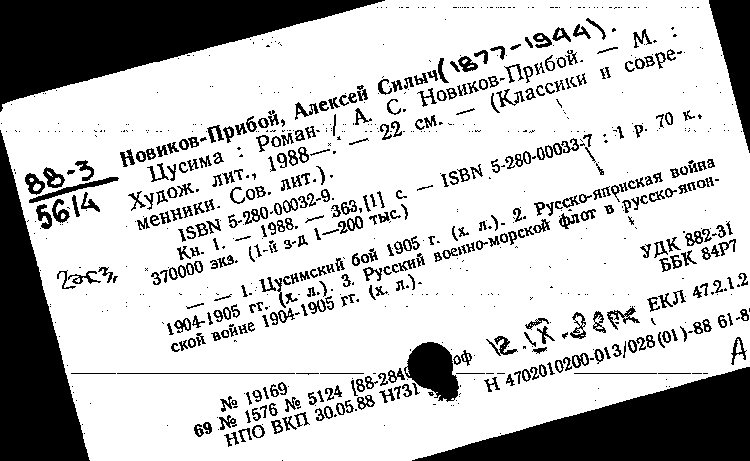 Новиков-Прибой, Алексей Силыч (1877-1944).
88-3
5614
Цусима : Роман / А. С. Новиков-Прибой. — М. :
Худож. лит., 1988—. — 22 см. — (Классики и совре-
менники. Сов. лит.).
ISBN 5-280-00032-9.
Кн. 1. — 1988. — 363,[1] с. — ISBN 5-280-00033-7 : 1 р. 70 к.,
370000 экз. (1-й з-д 1—200 тыс.)
2экз
— — 1. Цусимский бой 1905 г. (х. л.). 2. Русско-японская война
1904-1905 гг. (х. л.). 3. Русский военно-морской флот в русско-япон-
ской войне 1904-1905 гг. (х. л.).
УДК 882-31
ББК 84Р7
ЕКЛ 47.2.1.2
№ 19169
69 № 1576 № 5124 [88-2849
НПО ВКП 30.05.88 Н731
Н 4702010200-013/028(01)-88 61-8
А